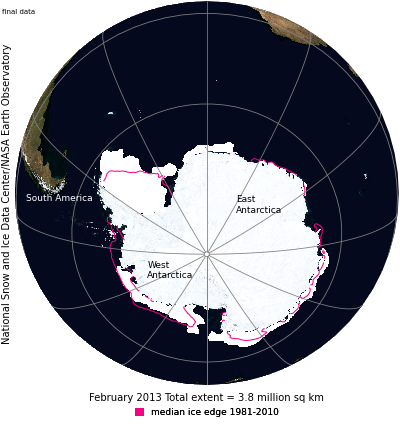 final data
National Snow and Ice Data Center/NASA Earth Observatory
South America
East
Antarctica
West
Antarctica
February 2013 Total extent = 3.8 million sq km
median ice edge 1981-2010